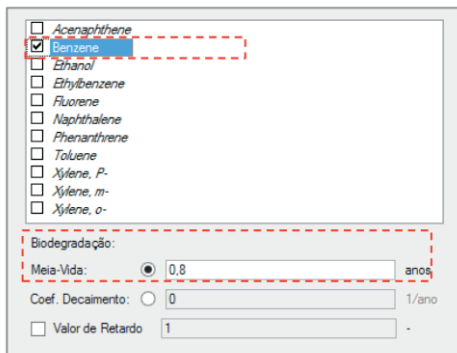 Acenaphthene
Benzene
Ethanol
Ethylbenzene
Fluorene
Naphthalene
Phenanthrene
Toluene
Xylene, P-
Xylene, m-
Xylene, o-
Biodegradação:
Meia-Vida: 0,8 anos
Coef. Decaimento: 0 1/ano
Valor de Retardo 1 -